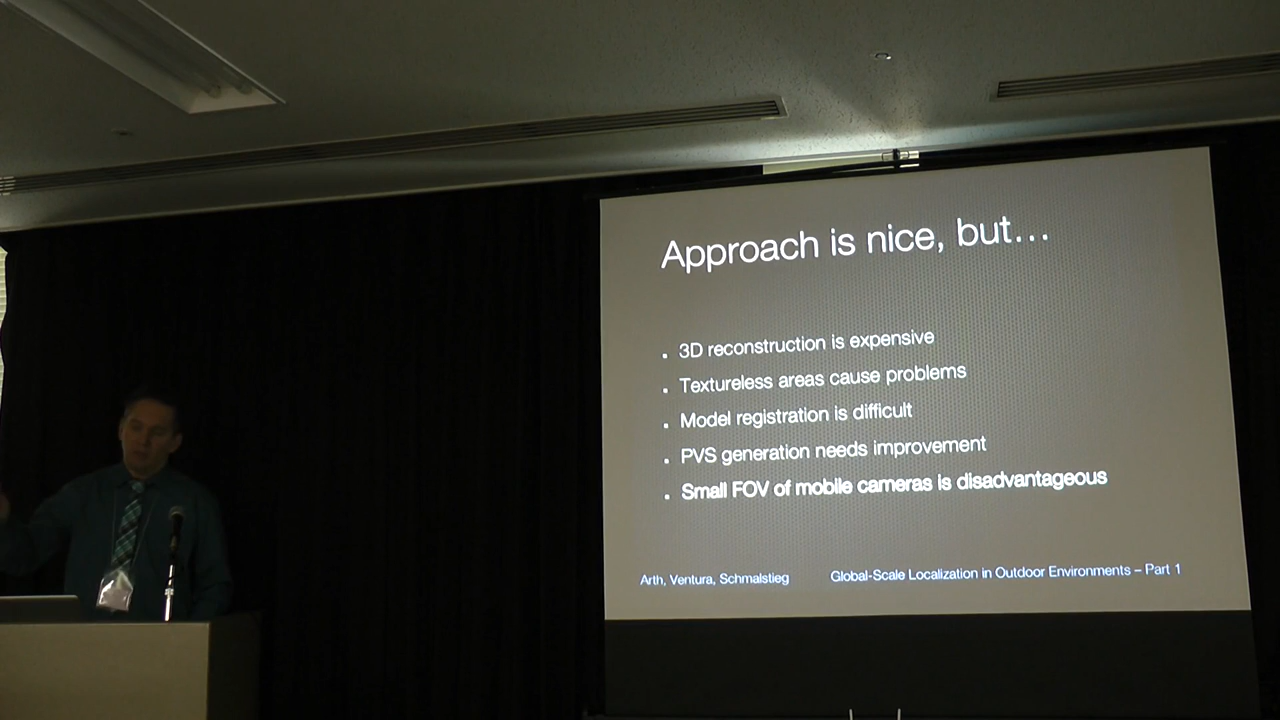 Approach is nice, but…
• 3D reconstruction is expensive
• Textureless areas cause problems
• Model registration is difficult
• PVS generation needs improvement
• Small FOV of mobile cameras is disadvantageous
Arth, Ventura, Schmalstieg
Global-Scale Localization in Outdoor Environments – Part 1